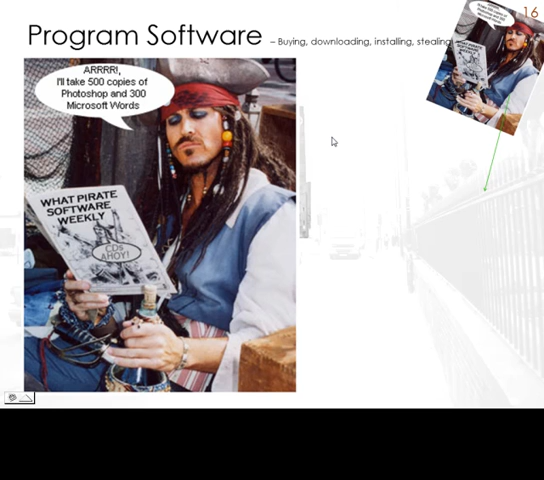 16
Program Software – Buying, downloading, installing, stealing
ARRRR!,
I'll take 500 copies of
Photoshop and 300
Microsoft Words
WHAT PIRATE
SOFTWARE
WEEKLY
CDs
AHOY!